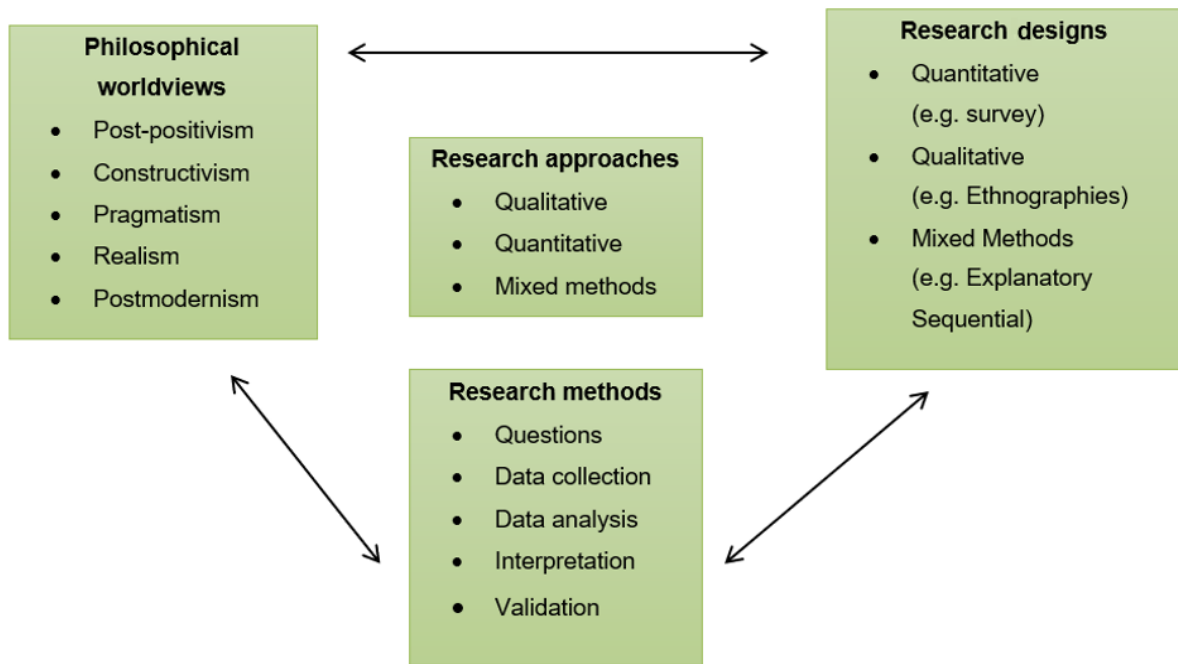 Philosophical
worldviews
• Post-positivism
• Constructivism
• Pragmatism
• Realism
• Postmodernism
Research approaches
• Qualitative
• Quantitative
• Mixed methods
Research designs
• Quantitative
(e.g. survey)
• Qualitative
(e.g. Ethnographies)
• Mixed Methods
(e.g. Explanatory
Sequential)
Research methods
• Questions
• Data collection
• Data analysis
• Interpretation
• Validation